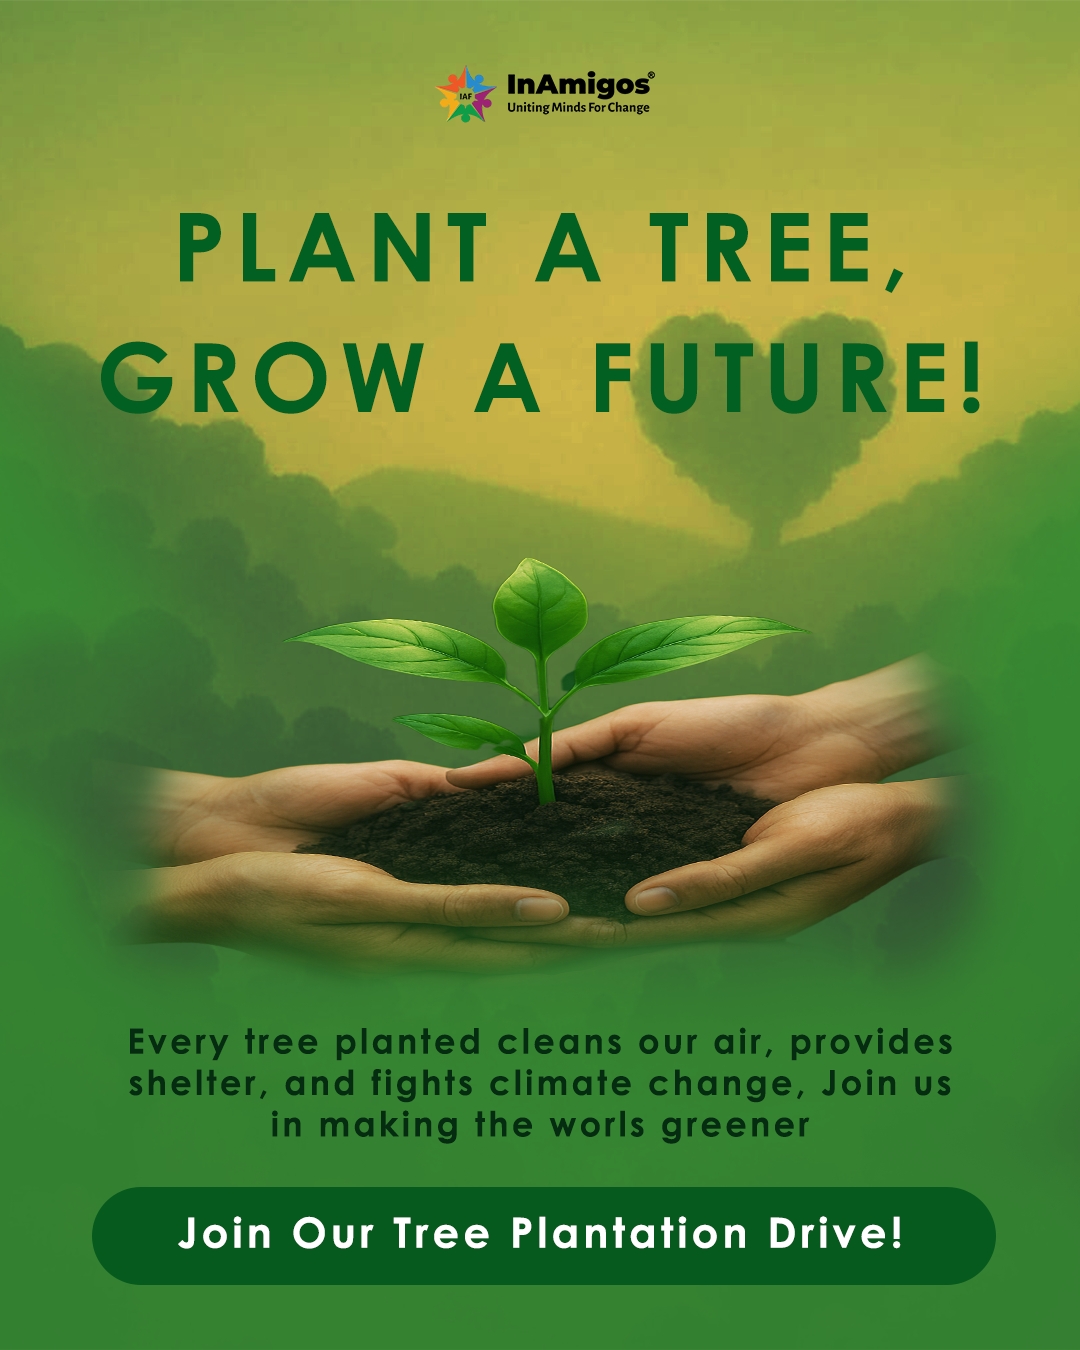 IAF
InAmigos®
Uniting Minds For Change
PLANT A TREE,
GROW A FUTURE!
Every tree planted cleans our air, provides
shelter, and fights climate change, Join us
in making the worls greener
Join Our Tree Plantation Drive!